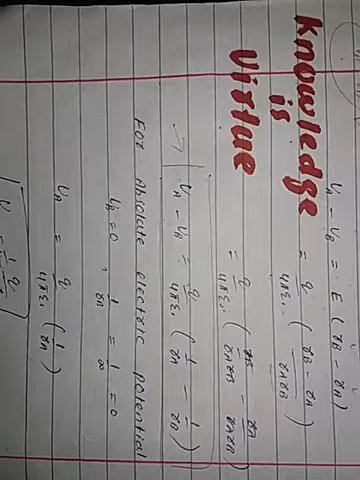 Knowledge
is
Vistue
V_A - V_B = E (r_B - r_A)
= q/4πε₀ (r_B - r_A / r_A r_B)
= q/4πε₀ (r_B/r_A r_B - r_A/r_A r_B)
V_A - V_B = q/4πε₀ (1/r_A - 1/r_B)
For Absolute electric potential
V_B = 0, 1/r_B = 1/∞ = 0
V_A = q/4πε₀ (1/r_A)